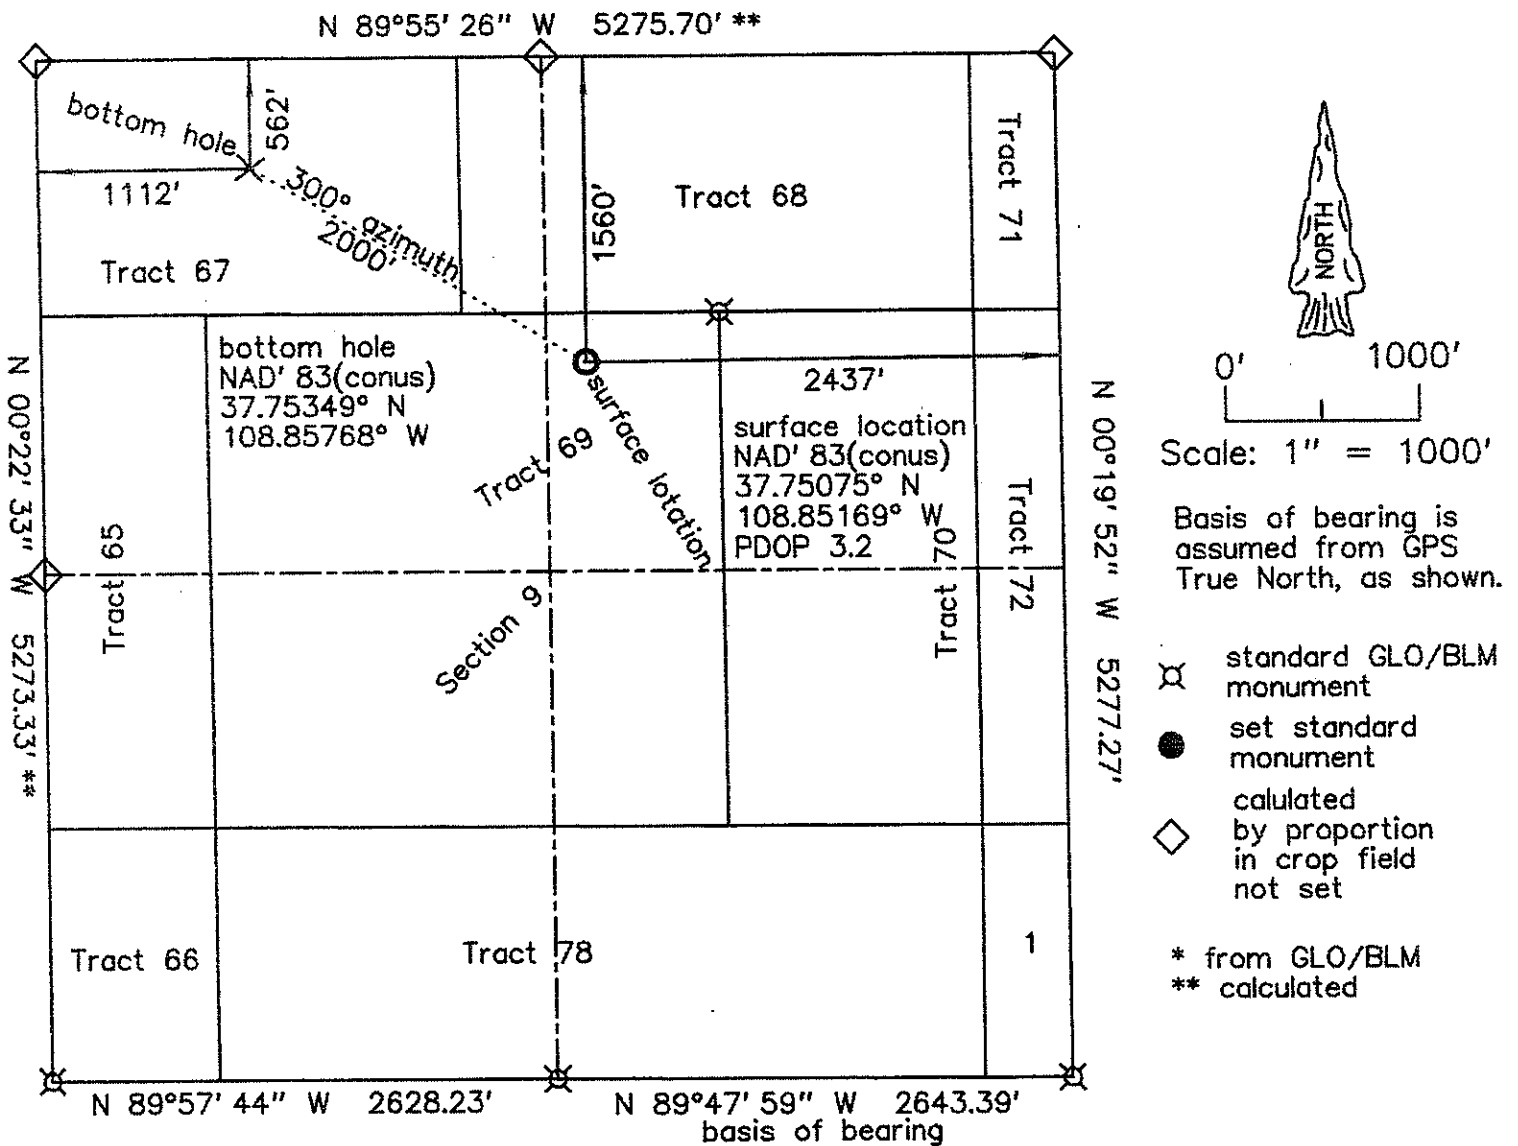 N 89°55' 26" W 5275.70' **
bottom hole
562'
1112'
300° azimuth
2000'
1560'
Tract 68
Tract 71
Tract 67
NORTH
bottom hole
NAD' 83(conus)
37.75349° N
108.85768° W
2437'
surface lotation
Tract 69
surface location
NAD' 83(conus)
37.75075° N
108.85169° W
PDOP 3.2
0' 1000'
Scale: 1" = 1000'
Basis of bearing is
assumed from GPS
True North, as shown.
N 00°22' 33" W 5273.33' **
Tract 65
Section 9
Tract 70
Tract 72
N 00°19' 52" W 5277.27'
standard GLO/BLM
monument
set standard
monument
calulated
by proportion
in crop field
not set
* from GLO/BLM
** calculated
Tract 66
Tract 78
1
N 89°57' 44" W 2628.23'
N 89°47' 59" W 2643.39'
basis of bearing